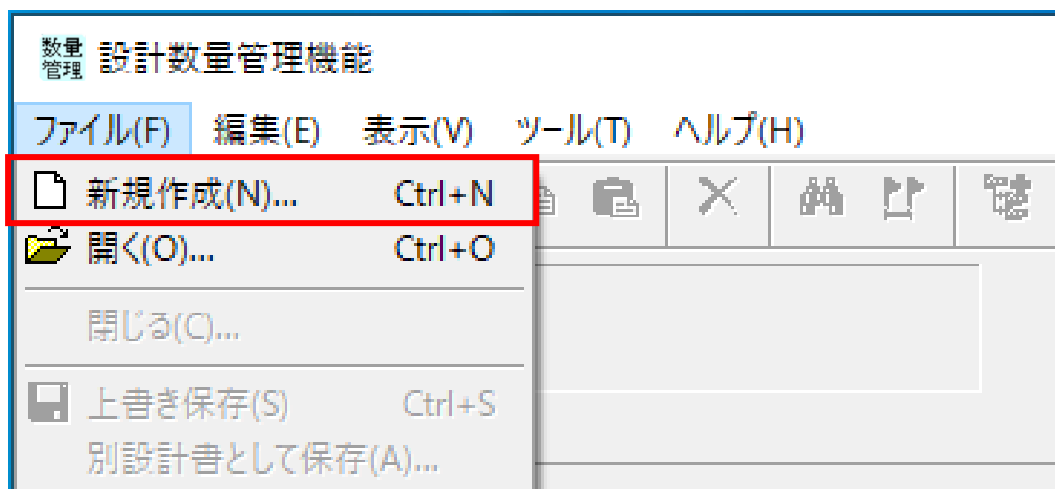 数量管理 設計数量管理機能
ファイル(F) 編集(E) 表示(V) ツール(T) ヘルプ(H)
新規作成(N)... Ctrl+N
開く(O)... Ctrl+O
閉じる(C)...
上書き保存(S) Ctrl+S
別設計書として保存(A)...